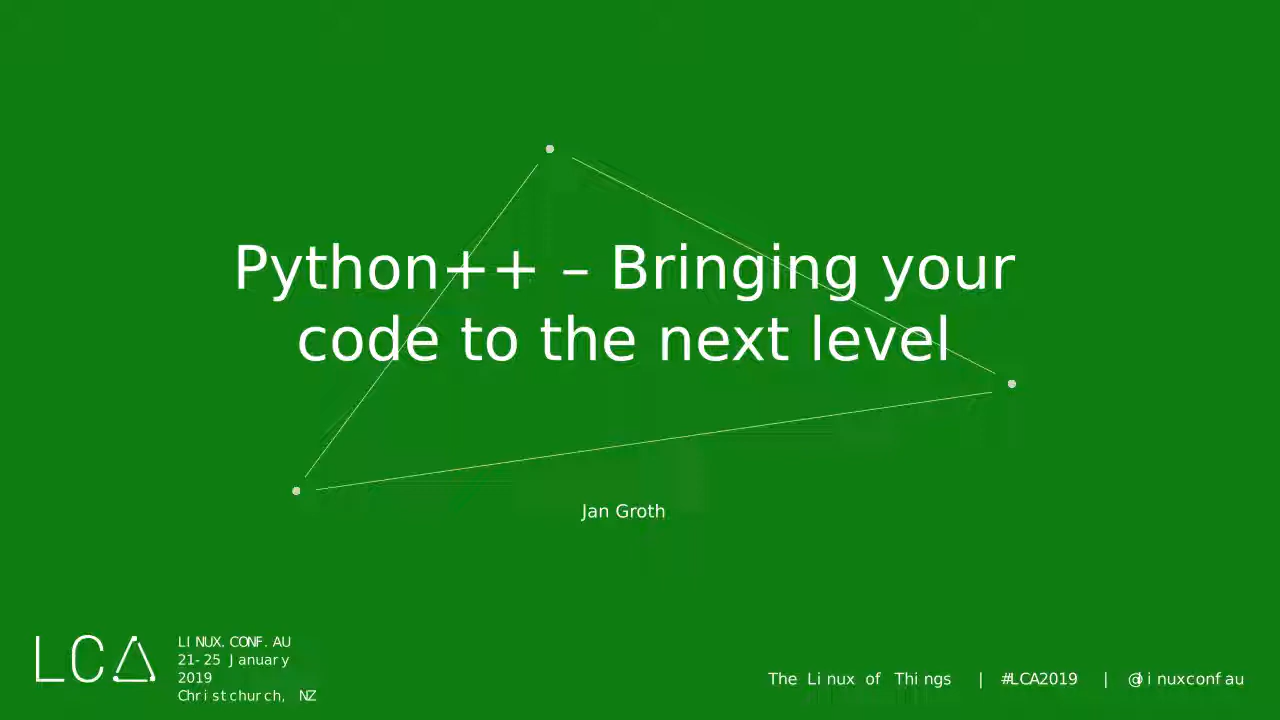 Python++ – Bringing your
code to the next level
Jan Groth
LCA
LINUX.CONF.AU
21-25 January
2019
Christchurch, NZ
The Linux of Things | #LCA2019 | @linuxconfau